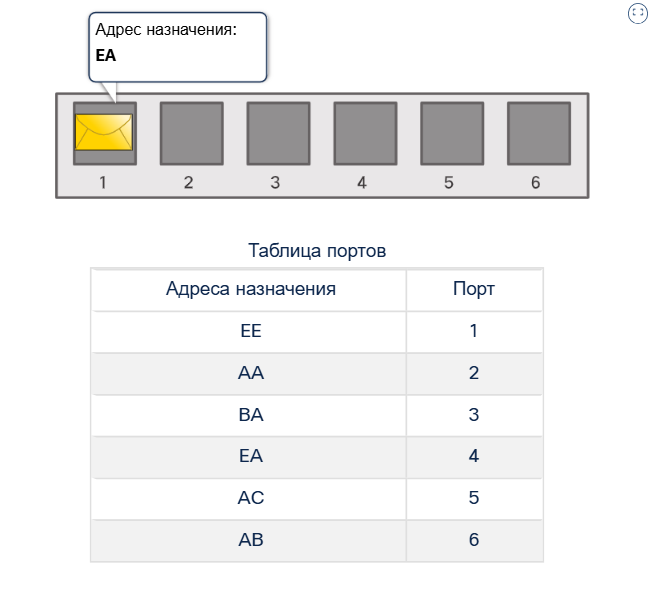 Адрес назначения:
EA
1 2 3 4 5 6
Таблица портов
Адреса назначения Порт
EE 1
AA 2
BA 3
EA 4
AC 5
AB 6